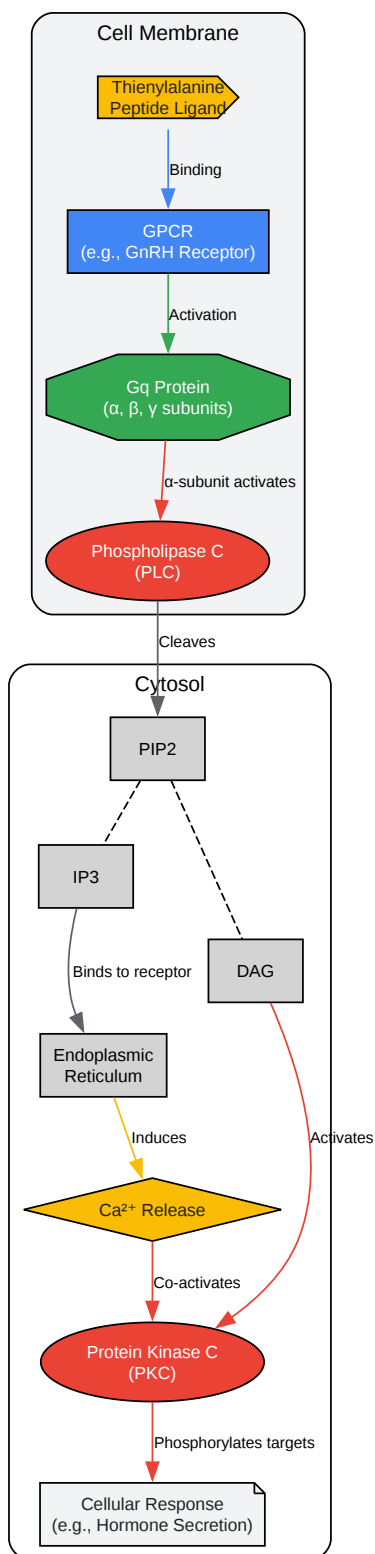 Cell Membrane
Thienylalanine
Peptide Ligand
Binding
GPCR
(e.g., GnRH Receptor)
Activation
Gq Protein
(α, β, γ subunits)
α-subunit activates
Phospholipase C
(PLC)
Cleaves
Cytosol
PIP2
IP3
DAG
Binds to receptor
Endoplasmic
Reticulum
Induces
Activates
Ca²⁺ Release
Co-activates
Protein Kinase C
(PKC)
Phosphorylates targets
Cellular Response
(e.g., Hormone Secretion)